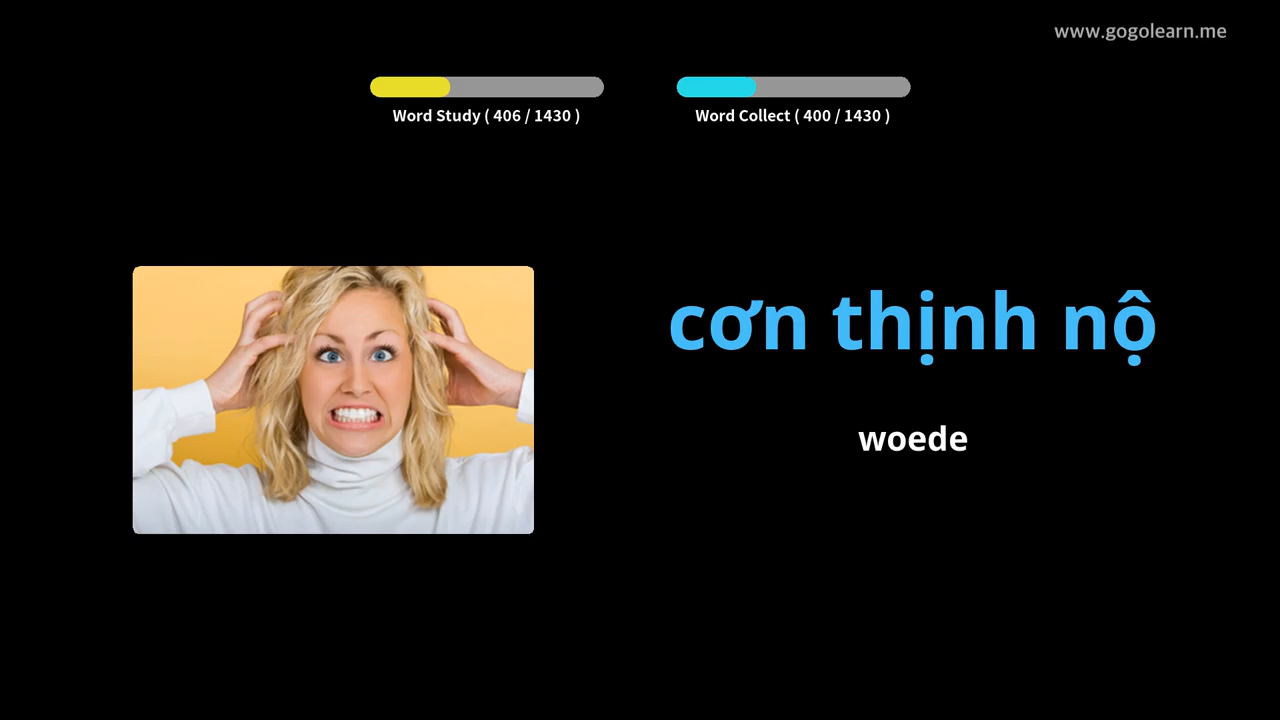 www.gogolearn.me
Word Study ( 406 / 1430 )
Word Collect ( 400 / 1430 )
cơn thịnh nộ
woede